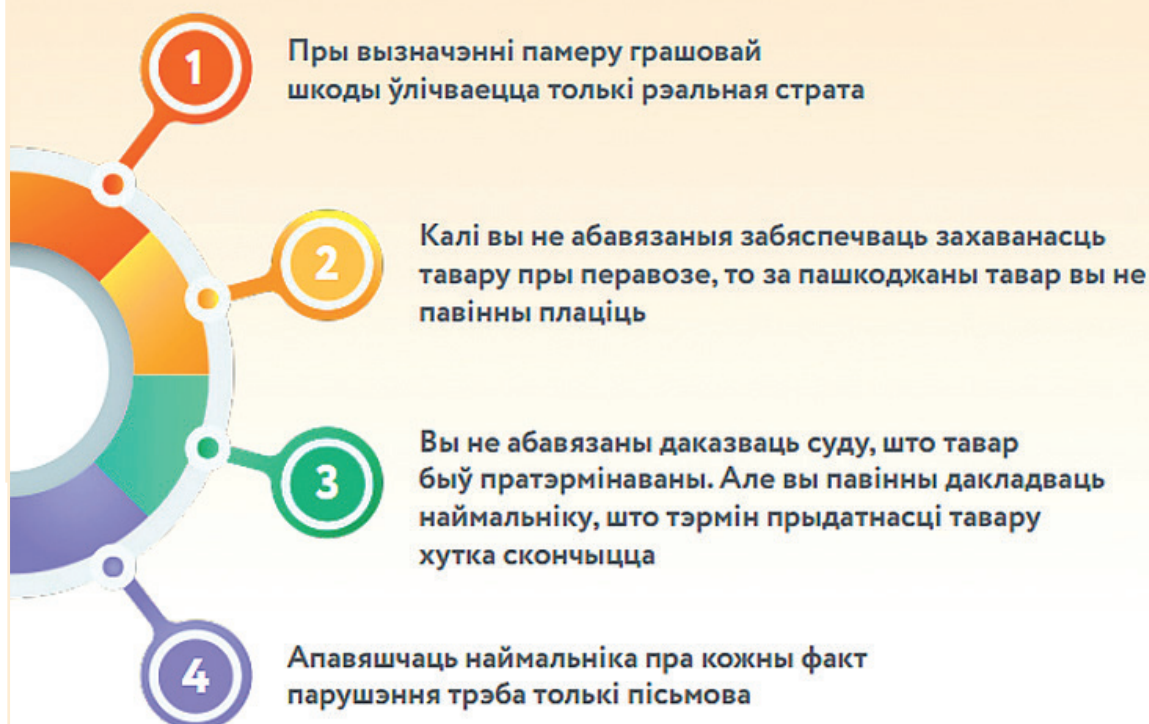 1
Пры вызначэнні памеру грашовай
шкоды ўлічваецца толькі рэальная страта
2
Калі вы не абавязаныя забяспечваць захаванасць
тавару пры перавозе, то за пашкоджаны тавар вы не
павінны плаціць
3
Вы не абавязаны даказваць суду, што тавар
быў пратэрмінаваны. Але вы павінны дакладваць
наймальніку, што тэрмін прыдатнасці тавару
хутка скончыцца
4
Апавяшчаць наймальніка пра кожны факт
парушэння трэба толькі пісьмова